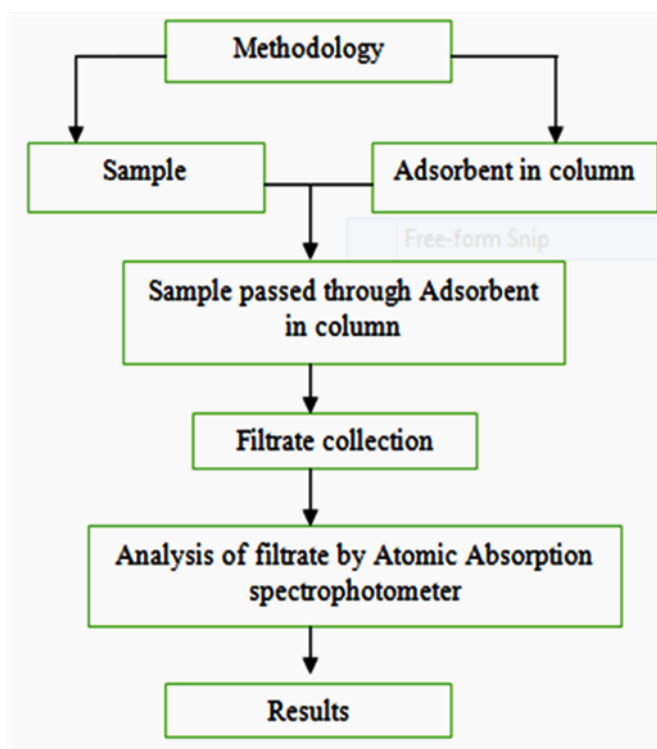 Methodology
Sample
Adsorbent in column
Free-form Snip
Sample passed through Adsorbent
in column
Filtrate collection
Analysis of filtrate by Atomic Absorption
spectrophotometer
Results